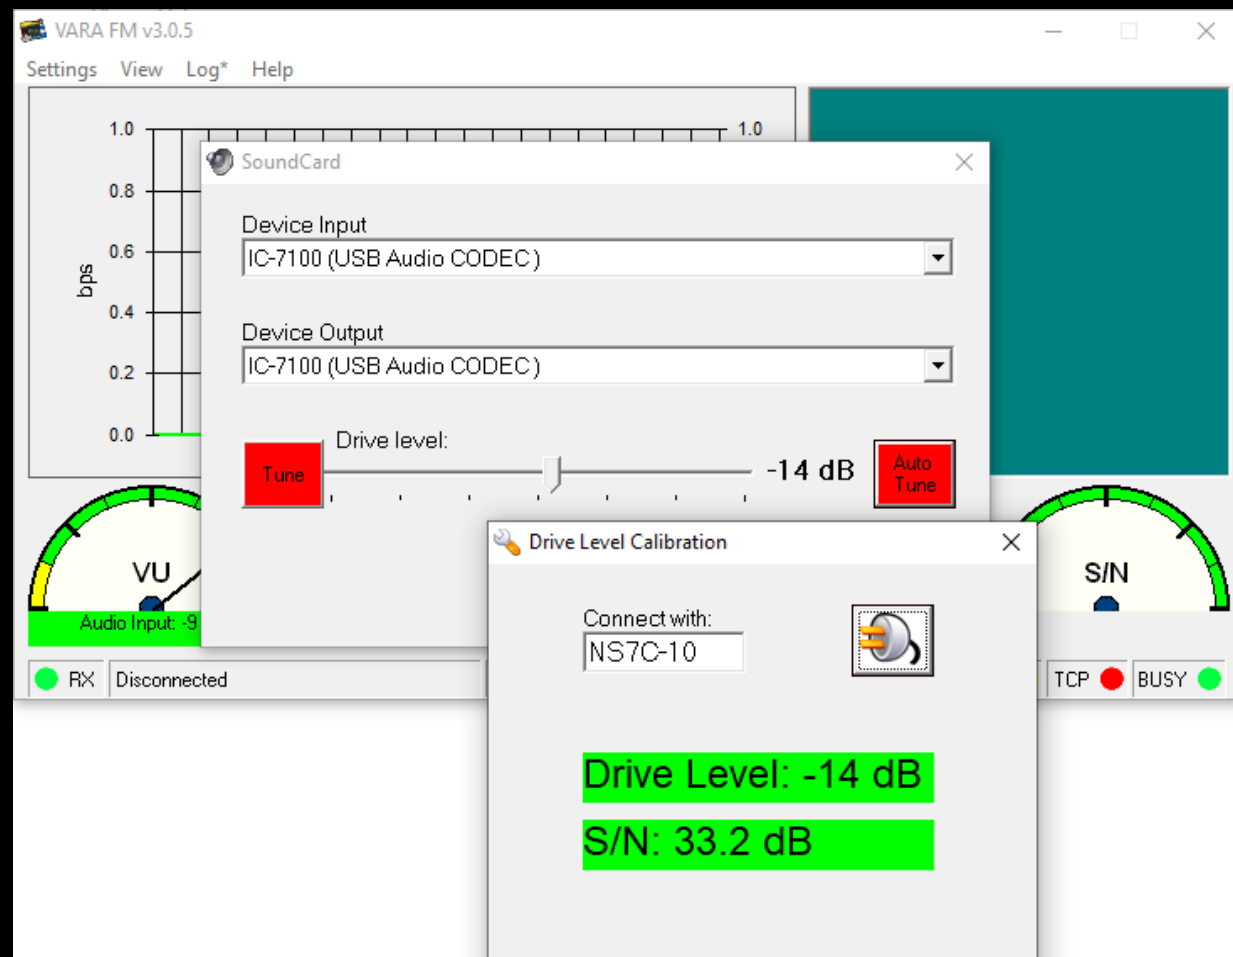 VARA FM v3.0.5
Settings View Log* Help
1.0
1.0
0.8
0.6
0.4
0.2
0.0
bps
SoundCard
Device Input
IC-7100 (USB Audio CODEC )
Device Output
IC-7100 (USB Audio CODEC )
Drive level:
Tune
-14 dB
Auto
Tune
VU
Audio Input: -9
S/N
RX Disconnected
TCP BUSY
Drive Level Calibration
Connect with:
NS7C-10
Drive Level: -14 dB
S/N: 33.2 dB